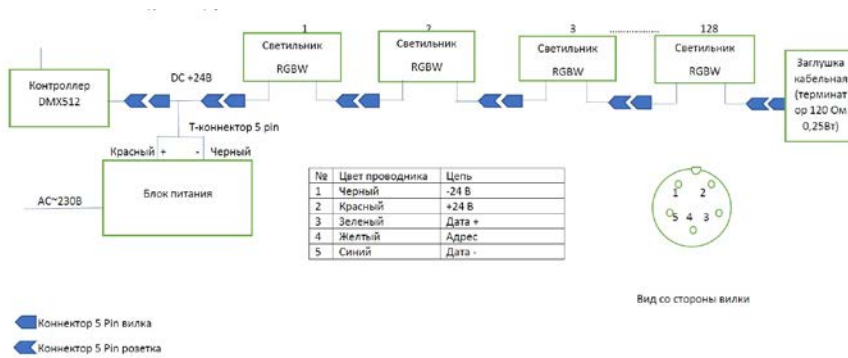 1
2
3
128
Светильник
RGBW
Светильник
RGBW
Светильник
RGBW
Светильник
RGBW
Заглушка
кабельная
(терминат
ор 120 Ом
0,25Вт)
Контроллер
DMX512
DC +24В
Т-коннектор 5 pin
Красный + - Черный
Блок питания
AC~230В
№ Цвет проводника Цепь
1 Черный -24 В
2 Красный +24 В
3 Зеленый Дата +
4 Желтый Адрес
5 Синий Дата -
1 2
5 4 3
Вид со стороны вилки
Коннектор 5 Pin вилка
Коннектор 5 Pin розетка